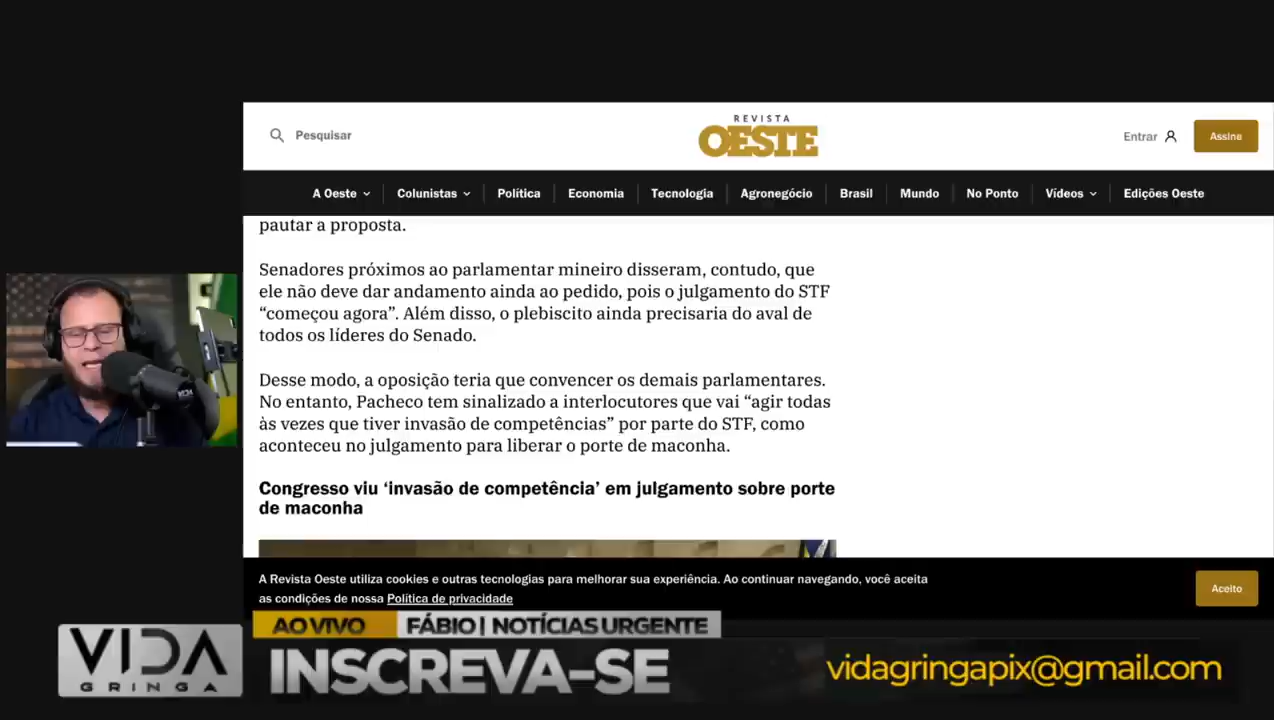 Pesquisar
REVISTA
OESTE
Entrar
Assine
A Oeste
Colunistas
Política
Economia
Tecnologia
Agronegócio
Brasil
Mundo
No Ponto
Vídeos
Edições Oeste
pautar a proposta.
Senadores próximos ao parlamentar mineiro disseram, contudo, que
ele não deve dar andamento ainda ao pedido, pois o julgamento do STF
“começou agora”. Além disso, o plebiscito ainda precisaria do aval de
todos os líderes do Senado.
Desse modo, a oposição teria que convencer os demais parlamentares.
No entanto, Pacheco tem sinalizado a interlocutores que vai “agir todas
às vezes que tiver invasão de competências” por parte do STF, como
aconteceu no julgamento para liberar o porte de maconha.
Congresso viu ‘invasão de competência’ em julgamento sobre porte
de maconha
A Revista Oeste utiliza cookies e outras tecnologias para melhorar sua experiência. Ao continuar navegando, você aceita
as condições de nossa Política de privacidade
Aceito
AO VIVO
FÁBIO | NOTÍCIAS URGENTE
VIDA
GRINGA
INSCREVA-SE
vidagringapix@gmail.com